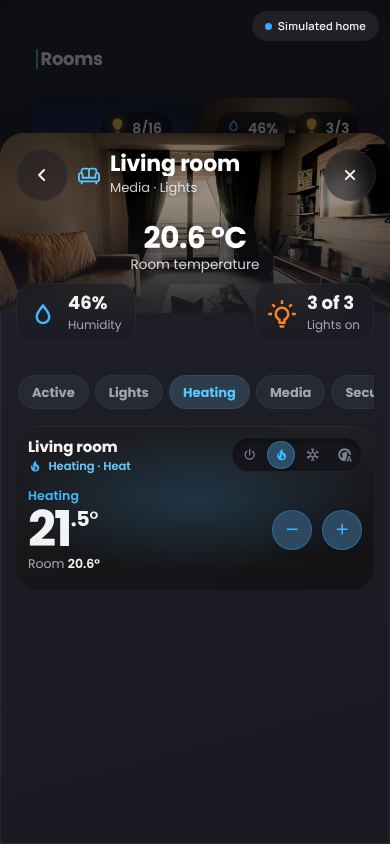 Simulated home
Rooms
8/16
46%
3/3
Living room
Media · Lights
20.6 °C
Room temperature
46%
Humidity
3 of 3
Lights on
Active
Lights
Heating
Media
Secu
Living room
Heating · Heat
Heating
21.5°
Room 20.6°